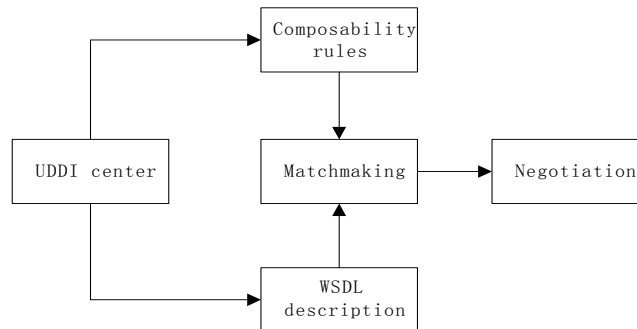 Composability
rules
UDDI center
Matchmaking
Negotiation
WSDL
description